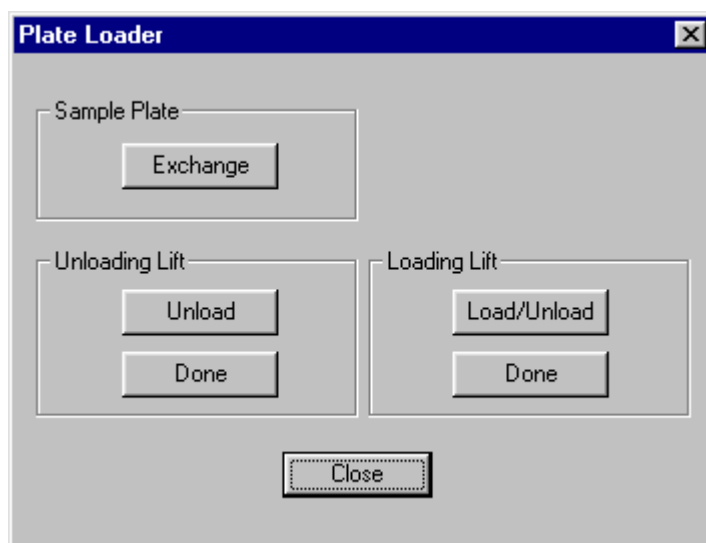 Plate Loader
Sample Plate
Exchange
Unloading Lift
Unload
Done
Loading Lift
Load/Unload
Done
Close